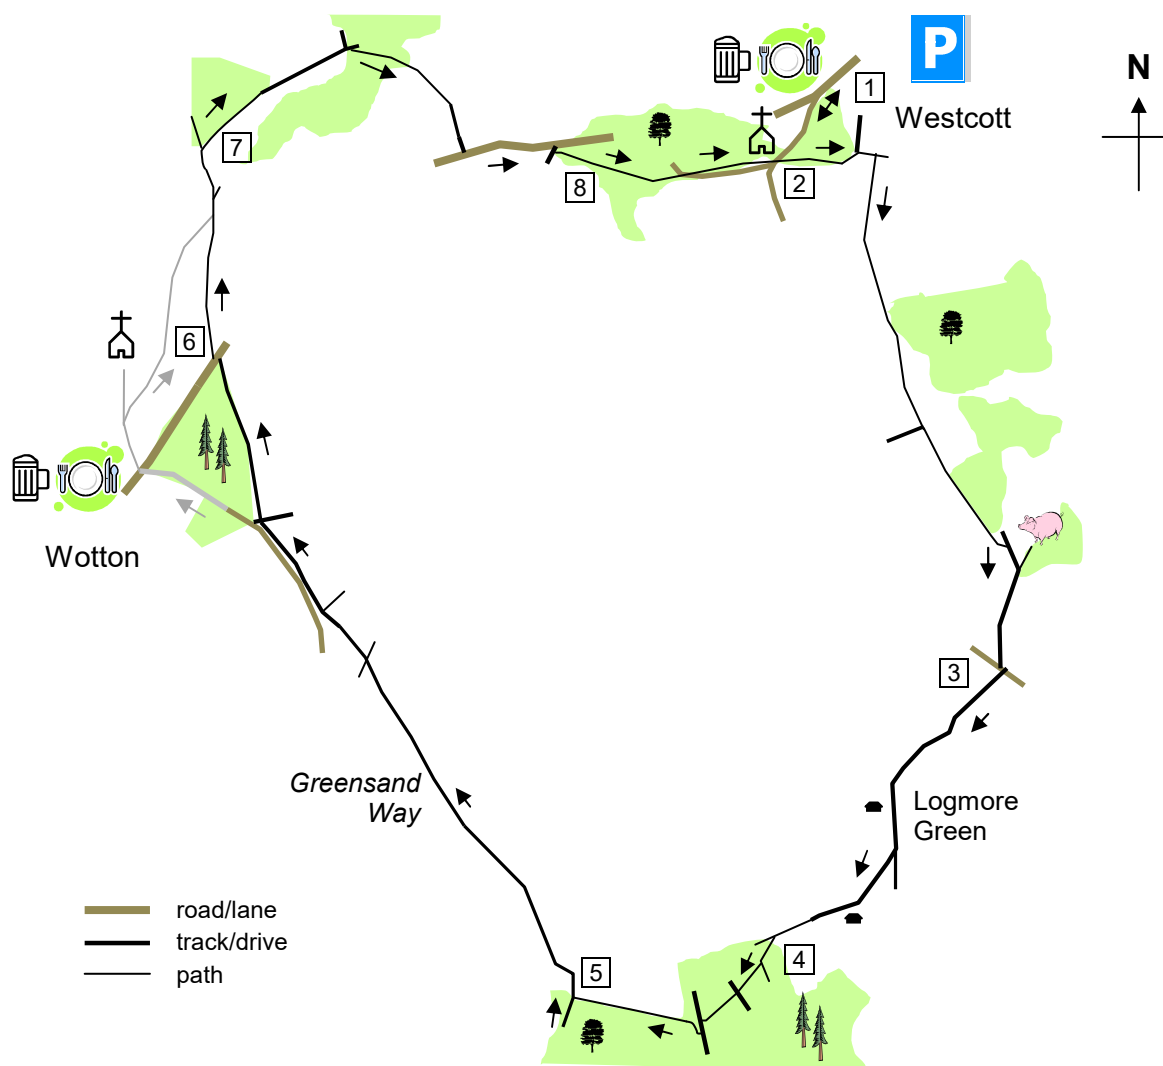 P
N
1
Westcott
7
8
2
6
Wotton
3
Greensand
Way
Logmore
Green
road/lane
track/drive
path
5
4